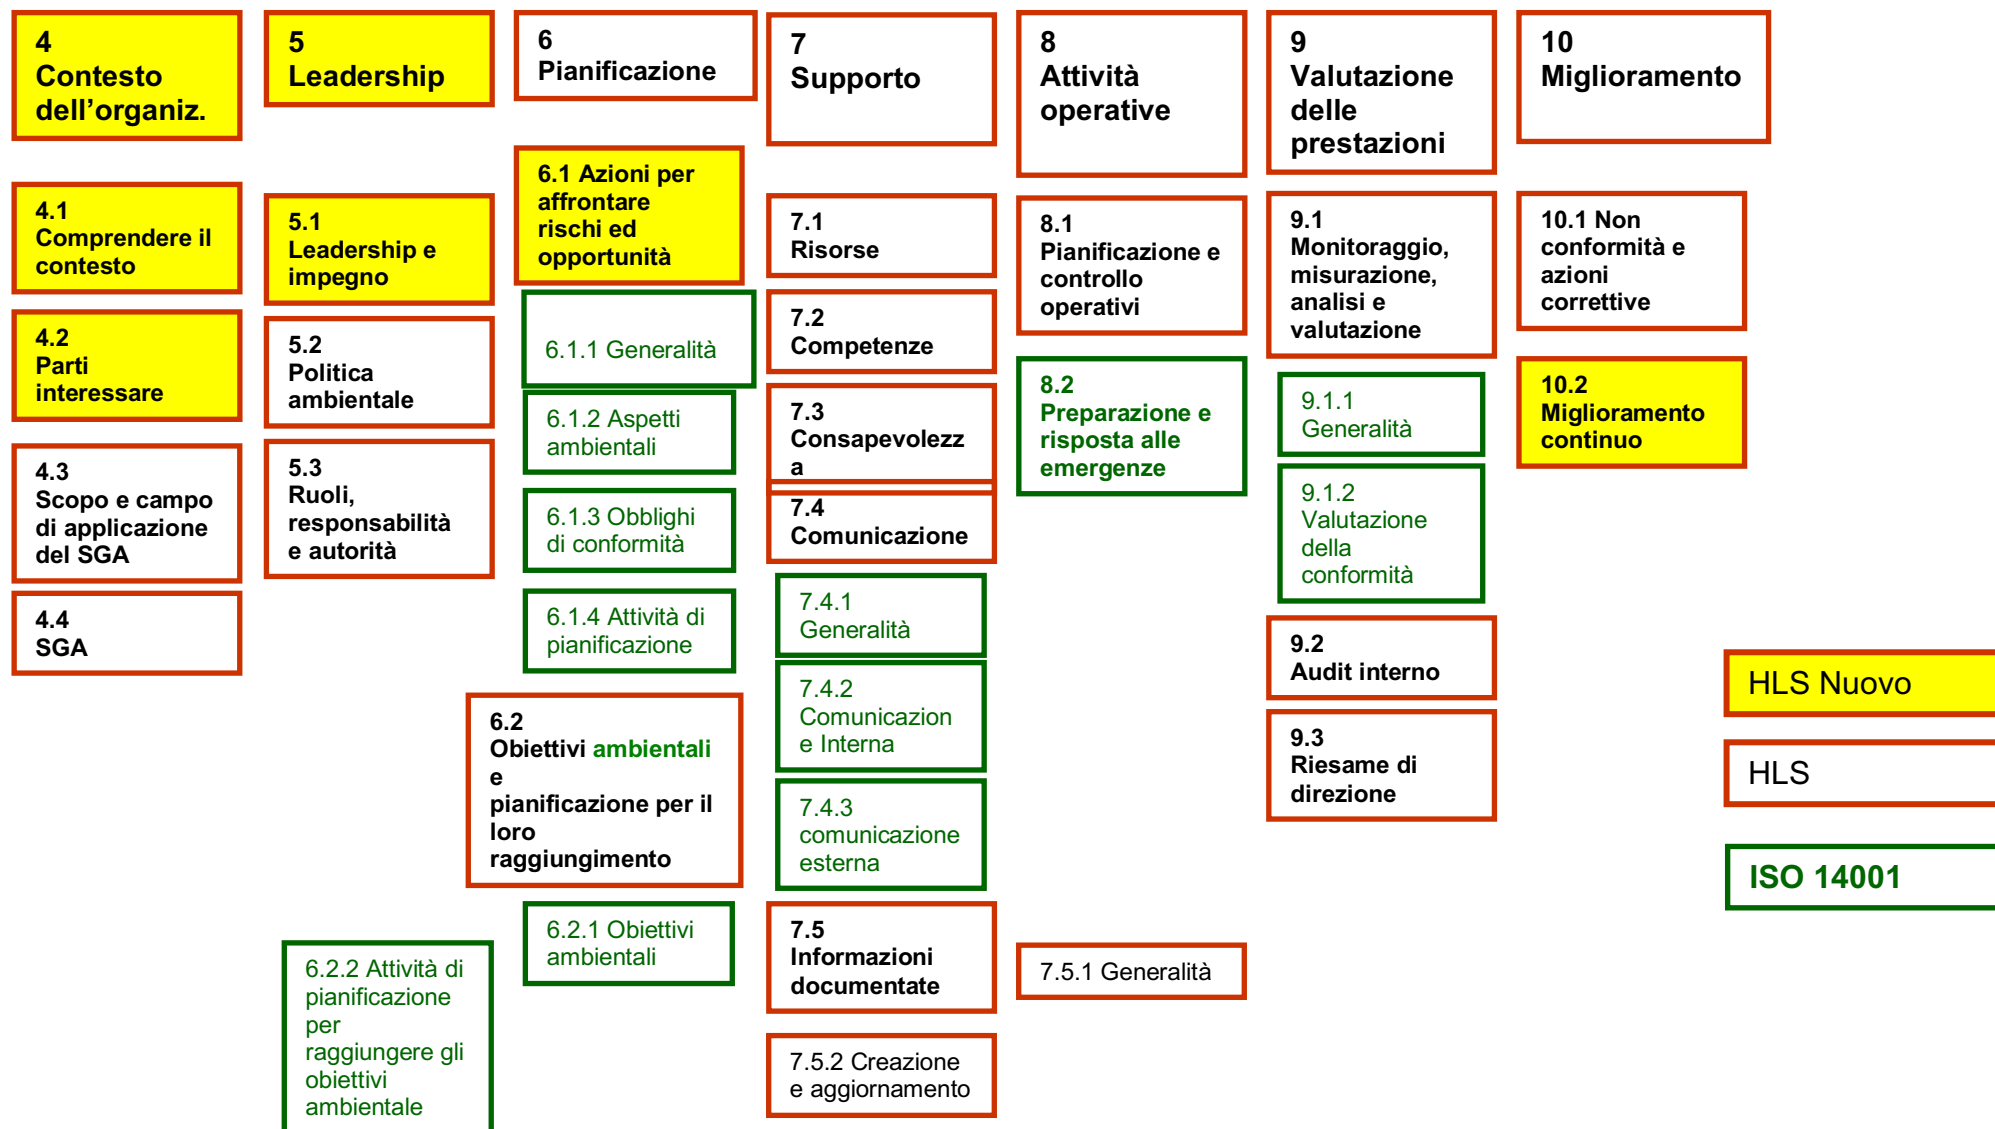 4
Contesto
dell’organiz.
4.1
Comprendere il
contesto
4.2
Parti
interessare
4.3
Scopo e campo
di applicazione
del SGA
4.4
SGA
5
Leadership
5.1
Leadership e
impegno
5.2
Politica
ambientale
5.3
Ruoli,
responsabilità
e autorità
6
Pianificazione
6.1 Azioni per
affrontare
rischi ed
opportunità
6.1.1 Generalità
6.1.2 Aspetti
ambientali
6.1.3 Obblighi
di conformità
6.1.4 Attività di
pianificazione
6.2
Obiettivi ambientali
e
pianificazione per il
loro
raggiungimento
6.2.1 Obiettivi
ambientali
6.2.2 Attività di
pianificazione
per
raggiungere gli
obiettivi
ambientale
7
Supporto
7.1
Risorse
7.2
Competenze
7.3
Consapevolezz
a
7.4
Comunicazione
7.4.1
Generalità
7.4.2
Comunicazion
e Interna
7.4.3
comunicazione
esterna
7.5
Informazioni
documentate
7.5.1 Generalità
7.5.2 Creazione
e aggiornamento
8
Attività
operative
8.1
Pianificazione e
controllo
operativi
8.2
Preparazione e
risposta alle
emergenze
9
Valutazione
delle
prestazioni
9.1
Monitoraggio,
misurazione,
analisi e
valutazione
9.1.1
Generalità
9.1.2
Valutazione
della
conformità
9.2
Audit interno
9.3
Riesame di
direzione
10
Miglioramento
10.1 Non
conformità e
azioni
correttive
10.2
Miglioramento
continuo
HLS Nuovo
HLS
ISO 14001